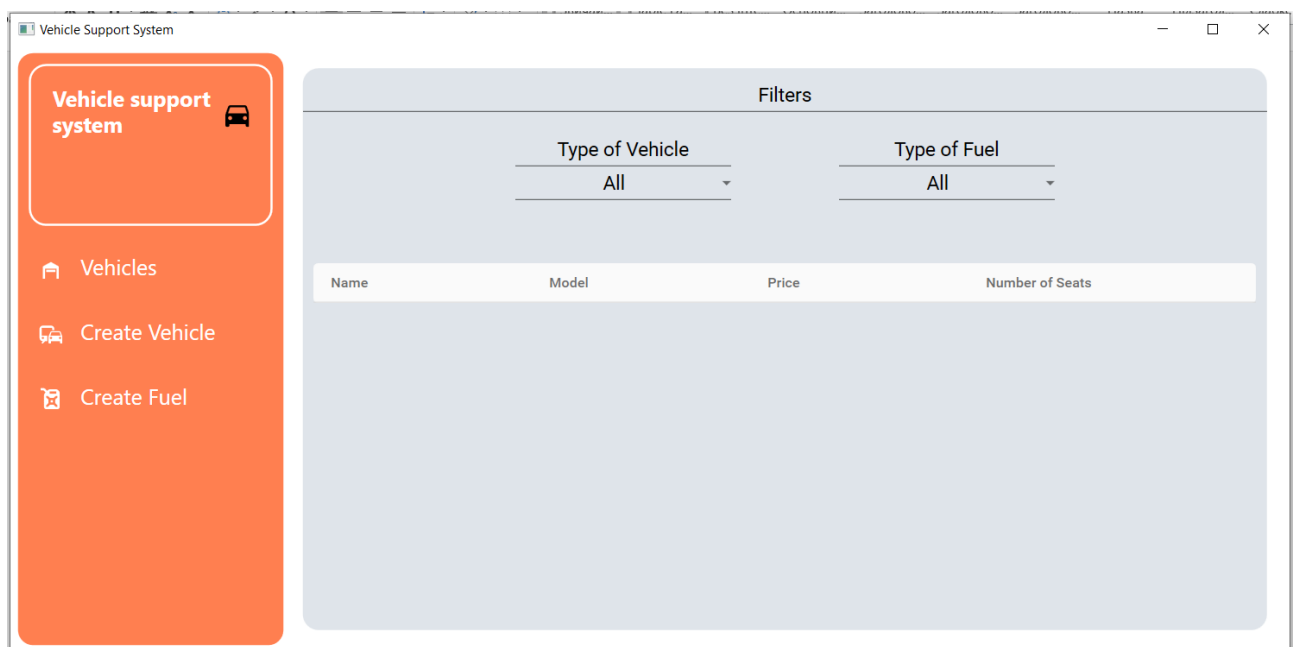 Vehicle Support System
Vehicle support
system
Vehicles
Create Vehicle
Create Fuel
Filters
Type of Vehicle
Type of Fuel
All
All
Name
Model
Price
Number of Seats